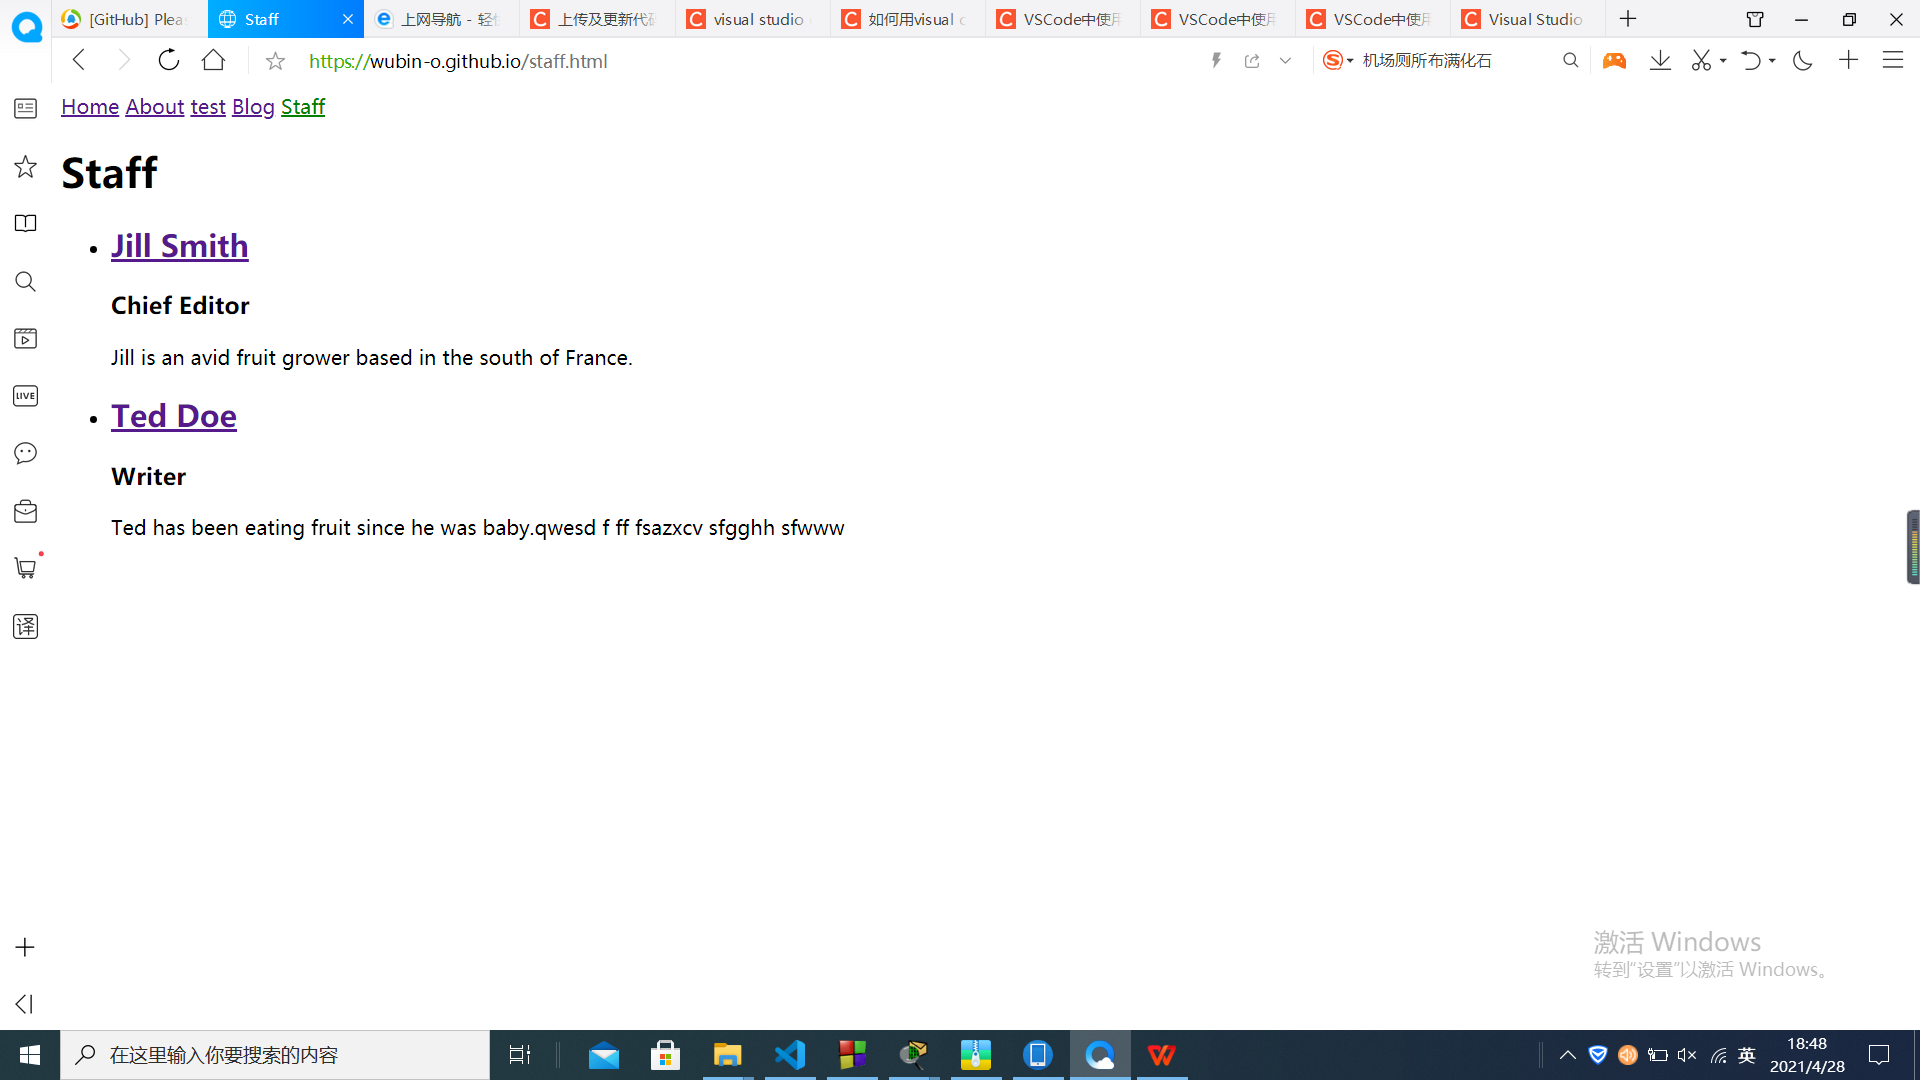 [GitHub] Plea
Staff
上网导航 - 轻快
上传及更新代码
visual studio
如何用visual c
VSCode中使用
VSCode中使用
VSCode中使用
Visual Studio
https://wubin-o.github.io/staff.html
机场厕所布满化石
Home About test Blog Staff
Staff
Jill Smith
Chief Editor
Jill is an avid fruit grower based in the south of France.
Ted Doe
Writer
Ted has been eating fruit since he was baby.qwesd f ff fsazxcv sfgghh sfwww
LIVE
译
激活 Windows
转到“设置”以激活 Windows。
在这里输入你要搜索的内容
英
18:48
2021/4/28